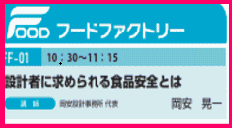 FOOD フードファクトリー
FF-01 10:30～11:15
設計者に求められる食品安全とは
講師 岡安設計事務所 代表 岡安 晃一